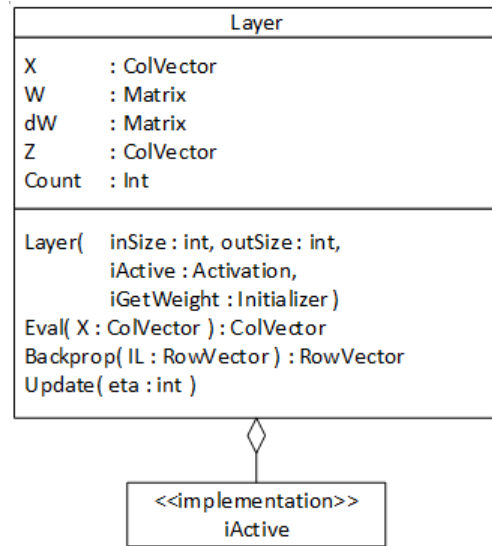 Layer
X : ColVector
W : Matrix
dW : Matrix
Z : ColVector
Count : Int
Layer( inSize : int, outSize : int,
iActive : Activation,
iGetWeight : Initializer )
Eval( X : ColVector ) : ColVector
Backprop( IL : RowVector ) : RowVector
Update( eta : int )
<<implementation>>
iActive